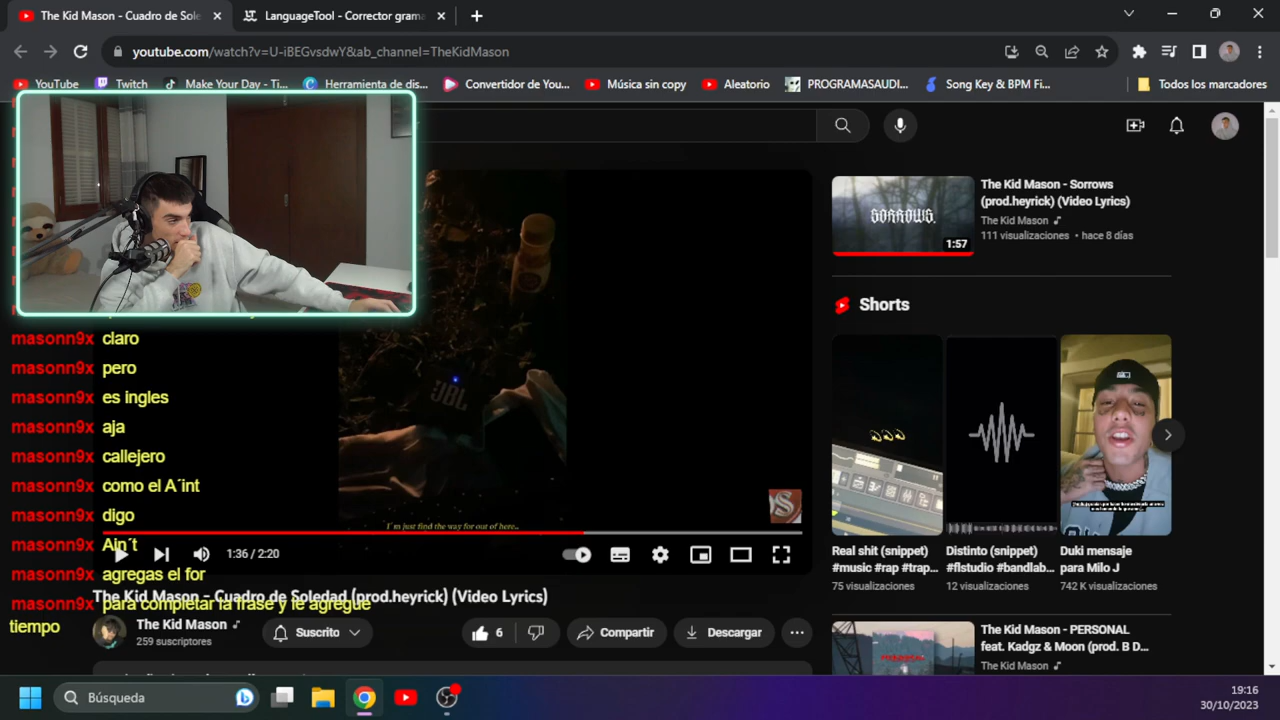 The Kid Mason - Cuadro de Sole
LanguageTool - Corrector grama
youtube.com/watch?v=U-iBEGvsdwY&ab_channel=TheKidMason
YouTube
Twitch
Make Your Day - Ti...
Herramienta de dis...
Convertidor de You...
Música sin copy
Aleatorio
PROGRAMASAUDI...
Song Key & BPM Fi...
Todos los marcadores
SORROWS.
1:57
The Kid Mason - Sorrows
(prod.heyrick) (Video Lyrics)
The Kid Mason
111 visualizaciones • hace 8 días
Shorts
masonn9x claro
masonn9x pero
masonn9x es ingles
masonn9x aja
masonn9x callejero
masonn9x como el A´int
masonn9x digo
masonn9x Ain´t
masonn9x agregas el for
masonn9x para completar la frase y le agregue
tiempo
JBL
I´m just find the way for out of here...
1:36 / 2:20
The Kid Mason - Cuadro de Soledad (prod.heyrick) (Video Lyrics)
The Kid Mason
259 suscriptores
Suscrito
6
Compartir
Descargar
Real shit (snippet)
#music #rap #trap...
75 visualizaciones
Distinto (snippet)
#flstudio #bandlab...
12 visualizaciones
Duki mensaje
para Milo J
742 K visualizaciones
The Kid Mason - PERSONAL
feat. Kadgz & Moon (prod. B D...
The Kid Mason
Búsqueda
19:16
30/10/2023